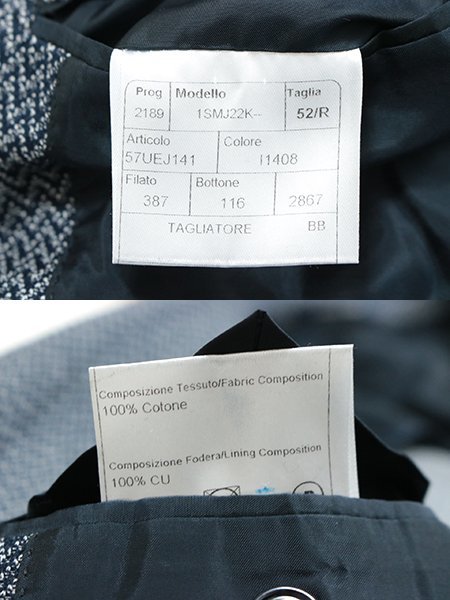 Prog Modello Taglia
2189 1SMJ22K-- 52/R
Articolo Colore
57UEJ141 I1408
Filato Bottone
387 116 2867
TAGLIATORE BB
Composizione Tessuto/Fabric Composition
100% Cotone
Composizione Fodera/Lining Composition
100% CU